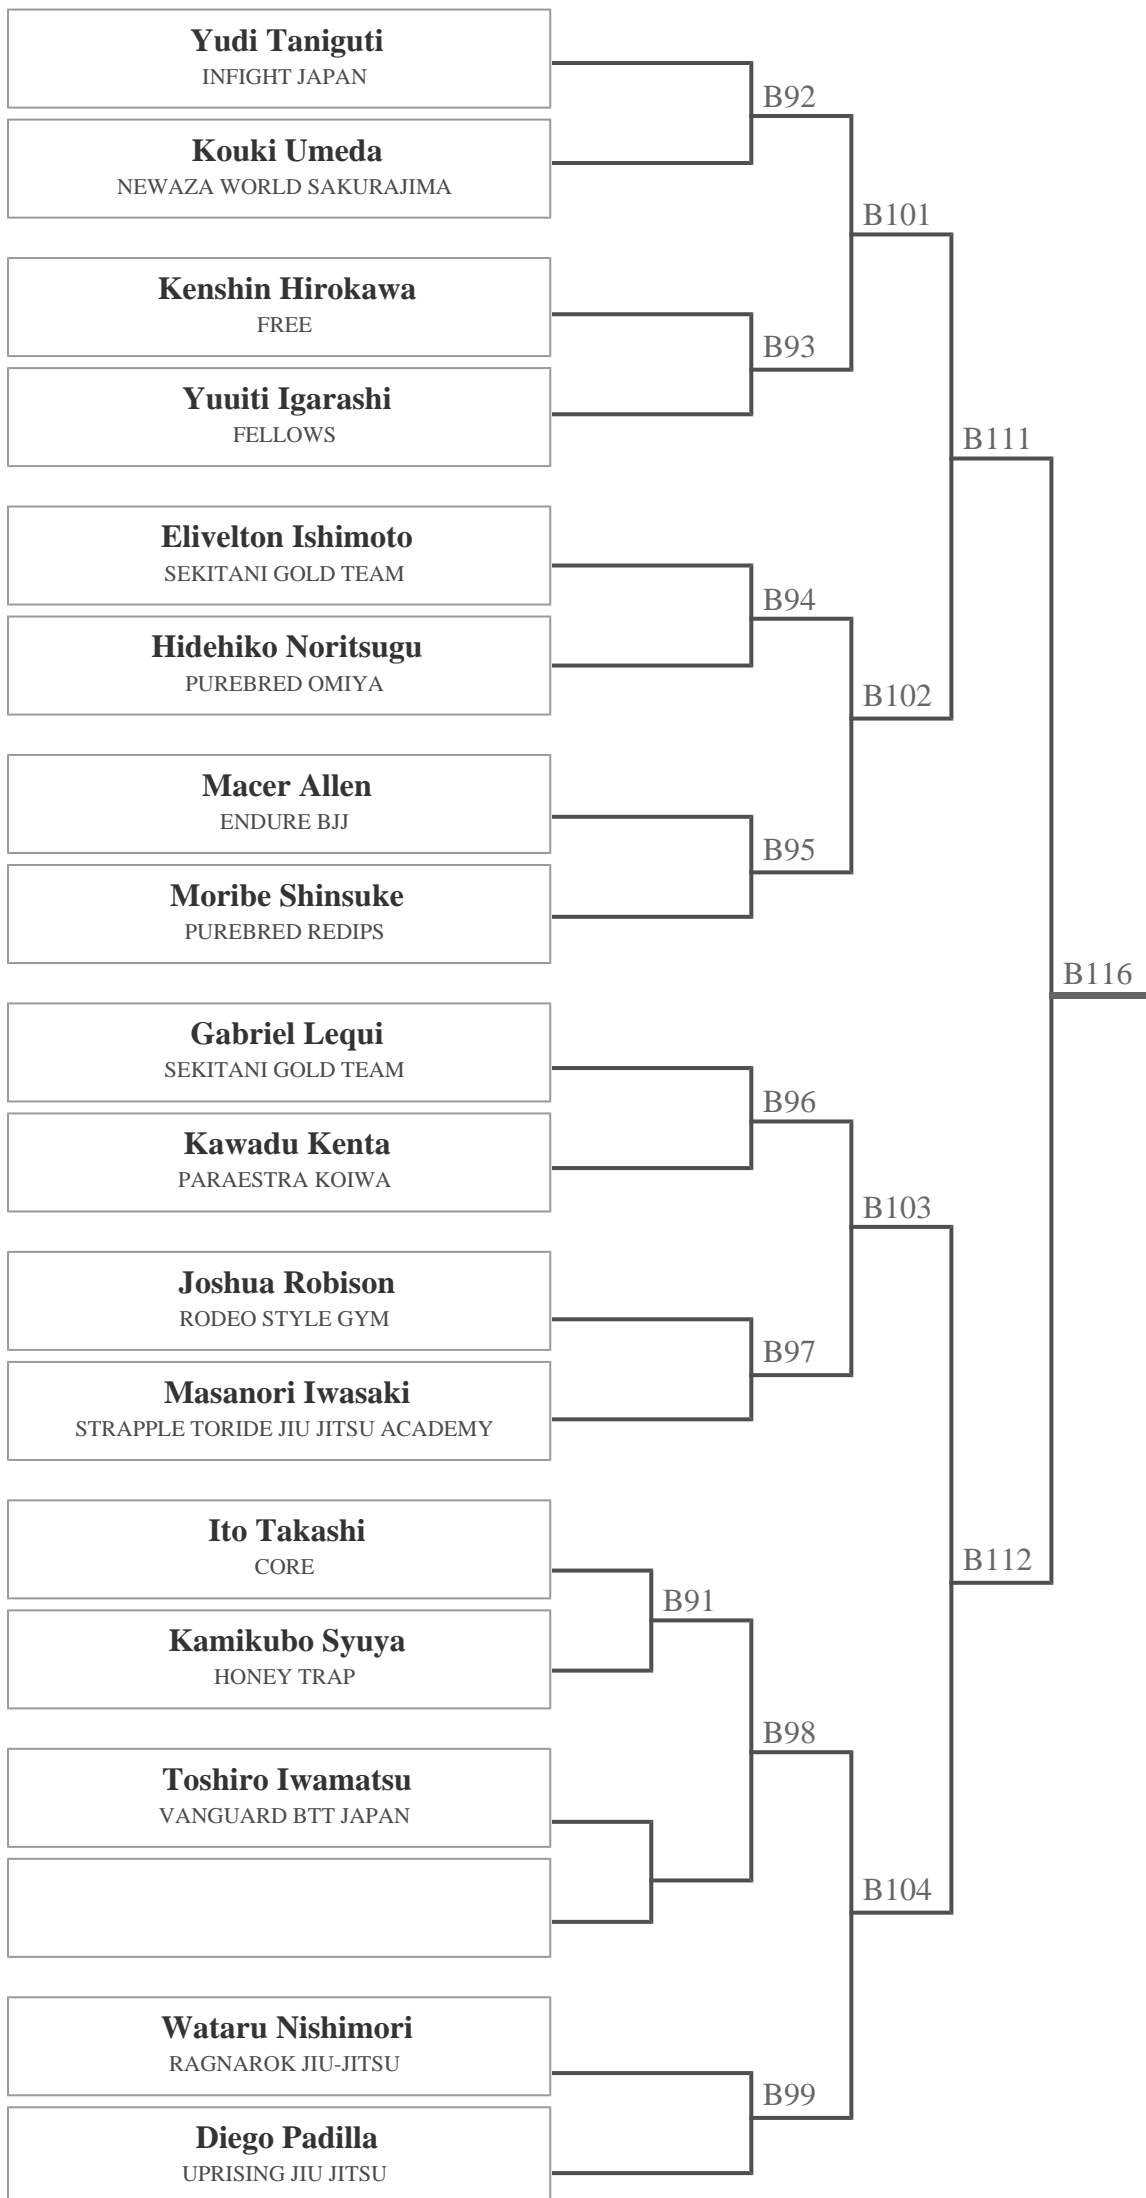 Yudi Taniguti
INFIGHT JAPAN
B92
Kouki Umeda
NEWAZA WORLD SAKURAJIMA
B101
Kenshin Hirokawa
FREE
B93
Yuuiti Igarashi
FELLOWS
B111
Elivelton Ishimoto
SEKITANI GOLD TEAM
B94
Hidehiko Noritsugu
PUREBRED OMIYA
B102
Macer Allen
ENDURE BJJ
B95
Moribe Shinsuke
PUREBRED REDIPS
B116
Gabriel Lequi
SEKITANI GOLD TEAM
B96
Kawadu Kenta
PARAESTRA KOIWA
B103
Joshua Robison
RODEO STYLE GYM
B97
Masanori Iwasaki
STRAPPLE TORIDE JIU JITSU ACADEMY
Ito Takashi
CORE
B112
B91
Kamikubo Syuya
HONEY TRAP
B98
Toshiro Iwamatsu
VANGUARD BTT JAPAN
B104
Wataru Nishimori
RAGNAROK JIU-JITSU
B99
Diego Padilla
UPRISING JIU JITSU